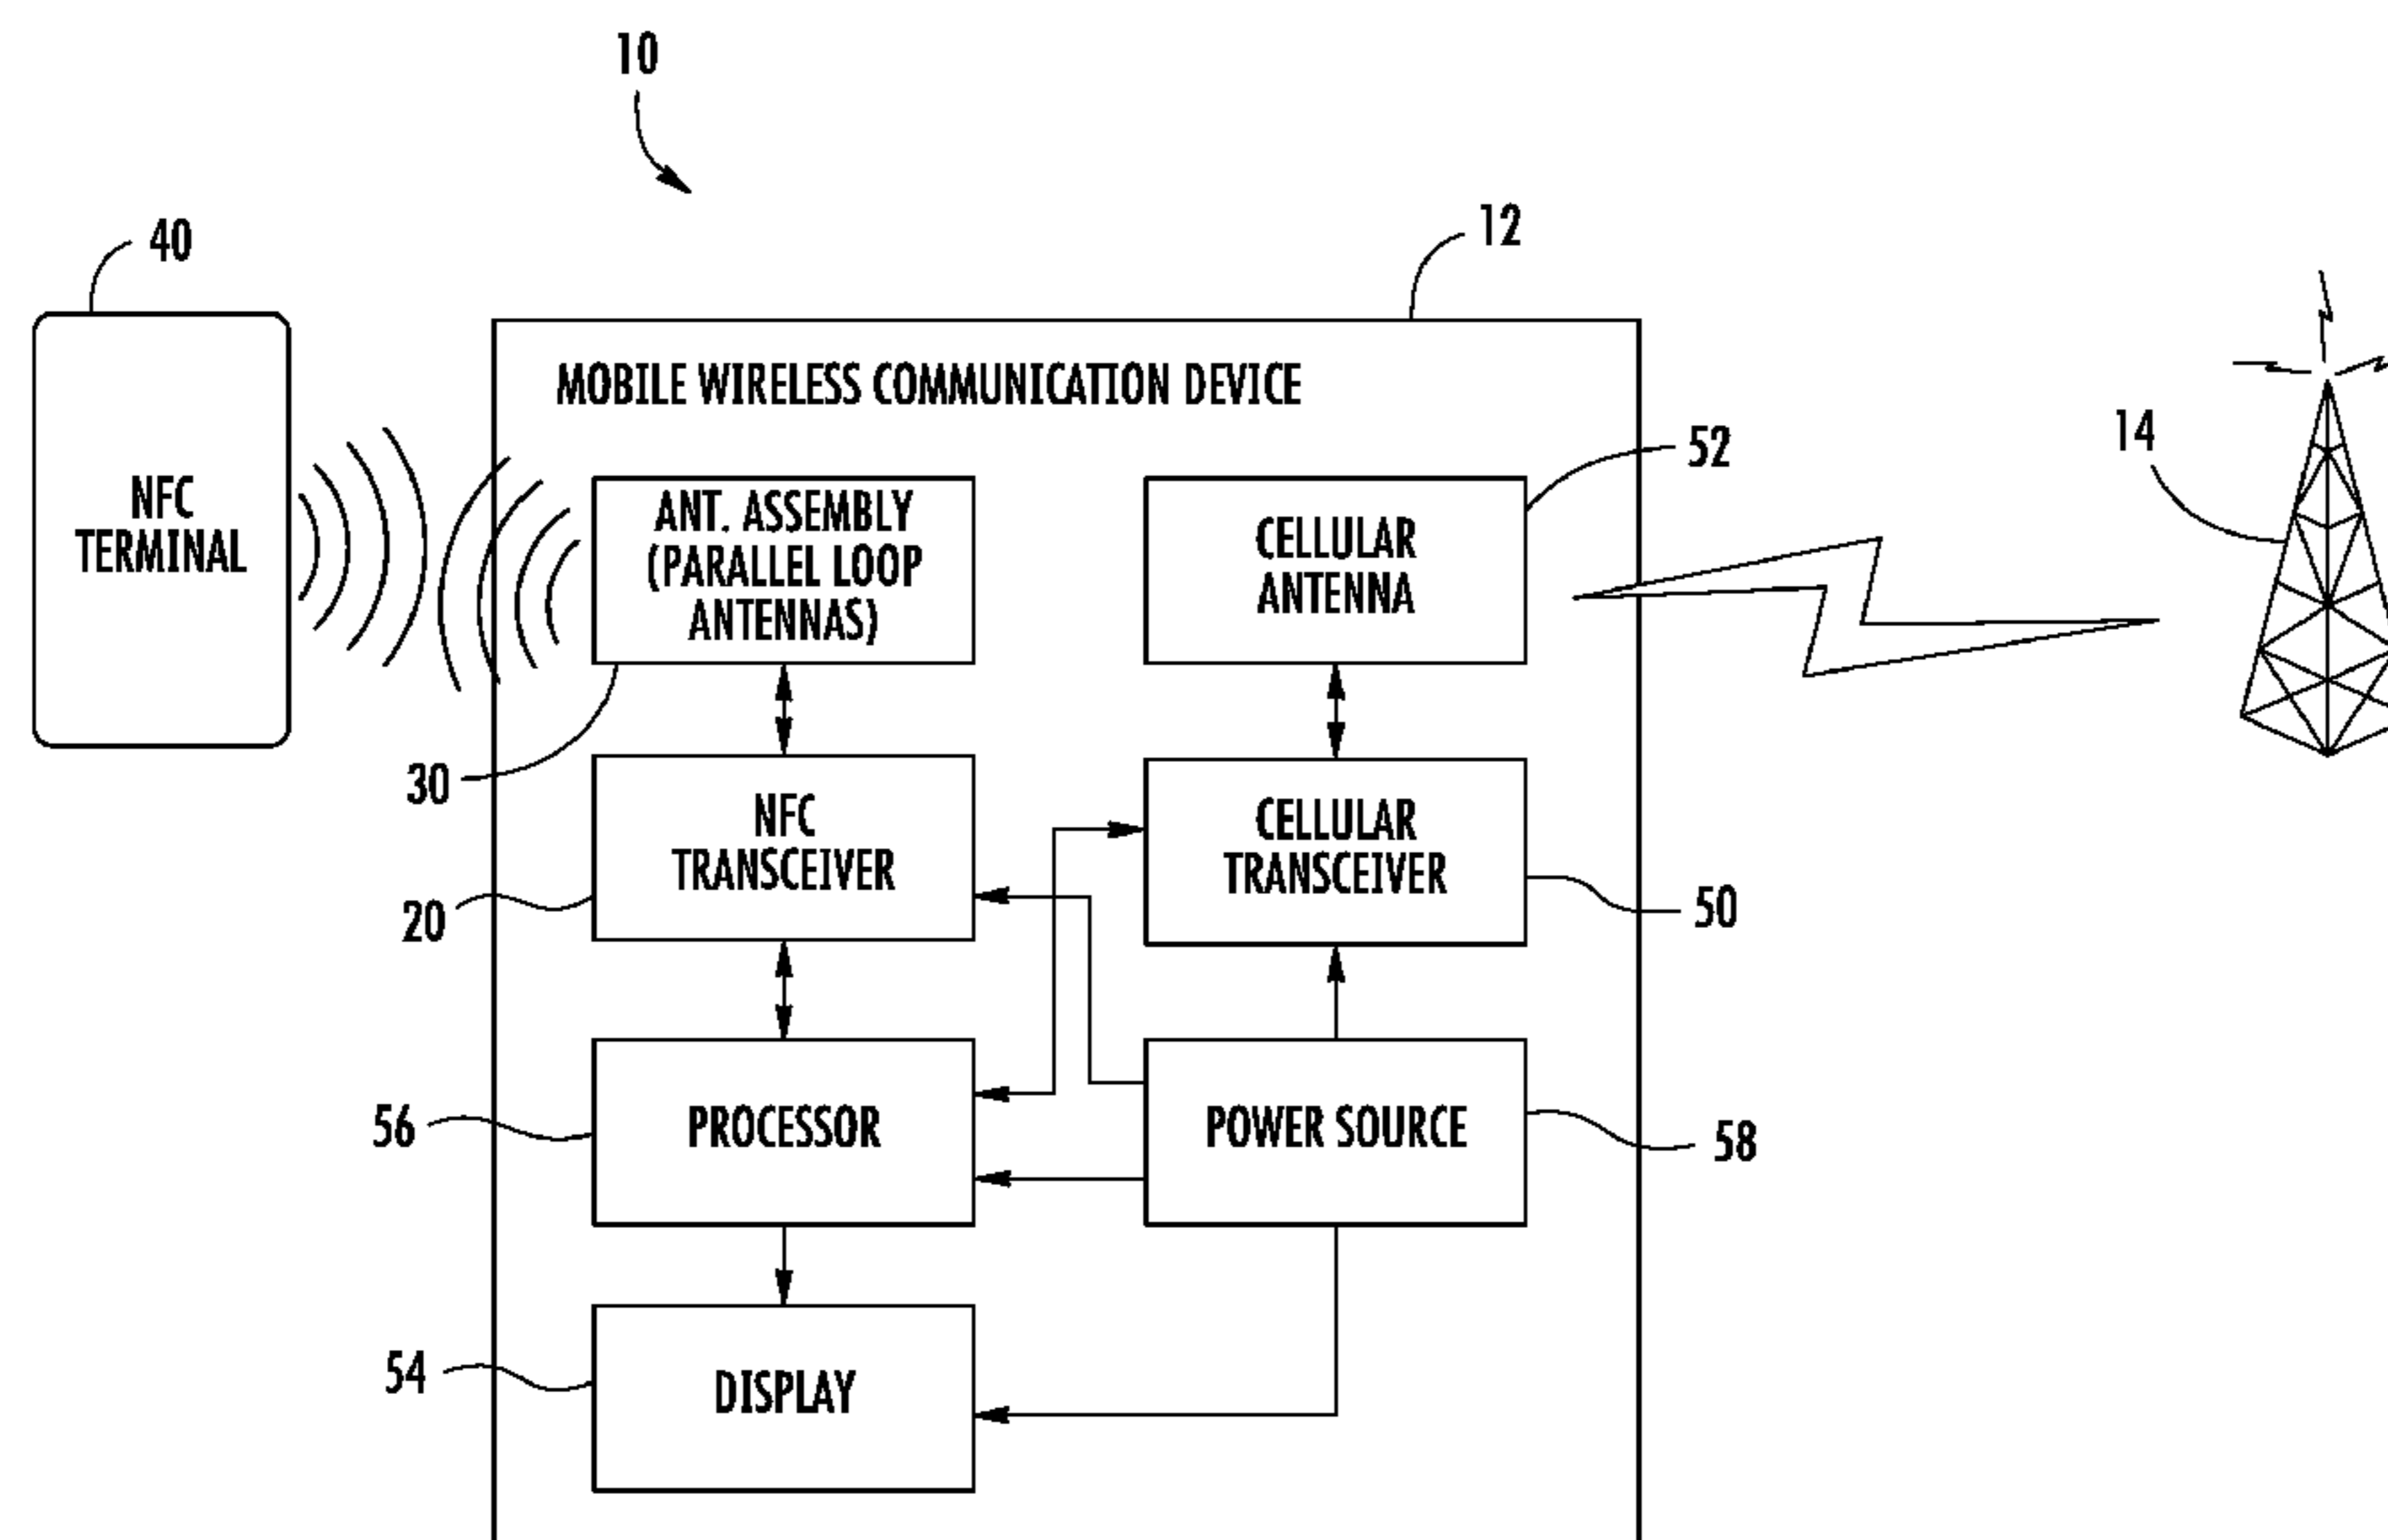 10
40
12
MOBILE WIRELESS COMMUNICATION DEVICE
14
52
NFC
TERMINAL
ANT. ASSEMBLY
(PARALLEL LOOP
ANTENNAS)
CELLULAR
ANTENNA
30
NFC
TRANSCEIVER
CELLULAR
TRANSCEIVER
20
50
56
PROCESSOR
POWER SOURCE
58
54
DISPLAY